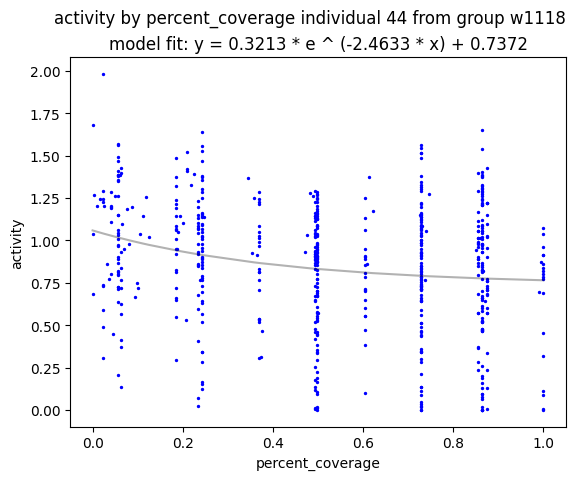 activity by percent_coverage individual 44 from group w1118
model fit: y = 0.3213 * e ^ (-2.4633 * x) + 0.7372
2.00
1.75
1.50
1.25
1.00
0.75
0.50
0.25
0.00
activity
0.0 0.2 0.4 0.6 0.8 1.0
percent_coverage